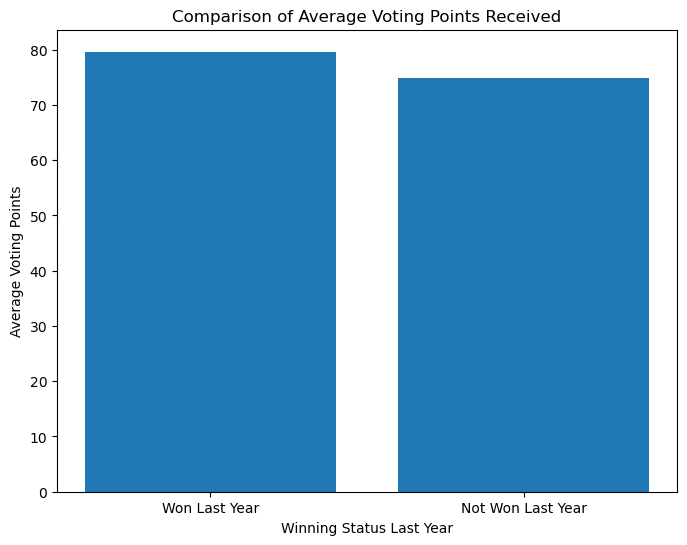 Comparison of Average Voting Points Received
80
70
60
50
40
30
20
10
0
Average Voting Points
Won Last Year
Not Won Last Year
Winning Status Last Year